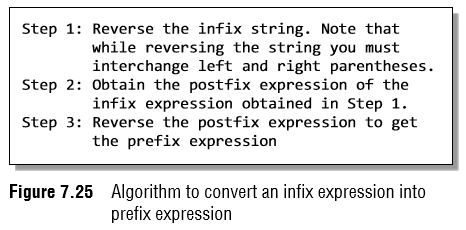 Step 1: Reverse the infix string. Note that
while reversing the string you must
interchange left and right parentheses.
Step 2: Obtain the postfix expression of the
infix expression obtained in Step 1.
Step 3: Reverse the postfix expression to get
the prefix expression
Figure 7.25 Algorithm to convert an infix expression into
prefix expression